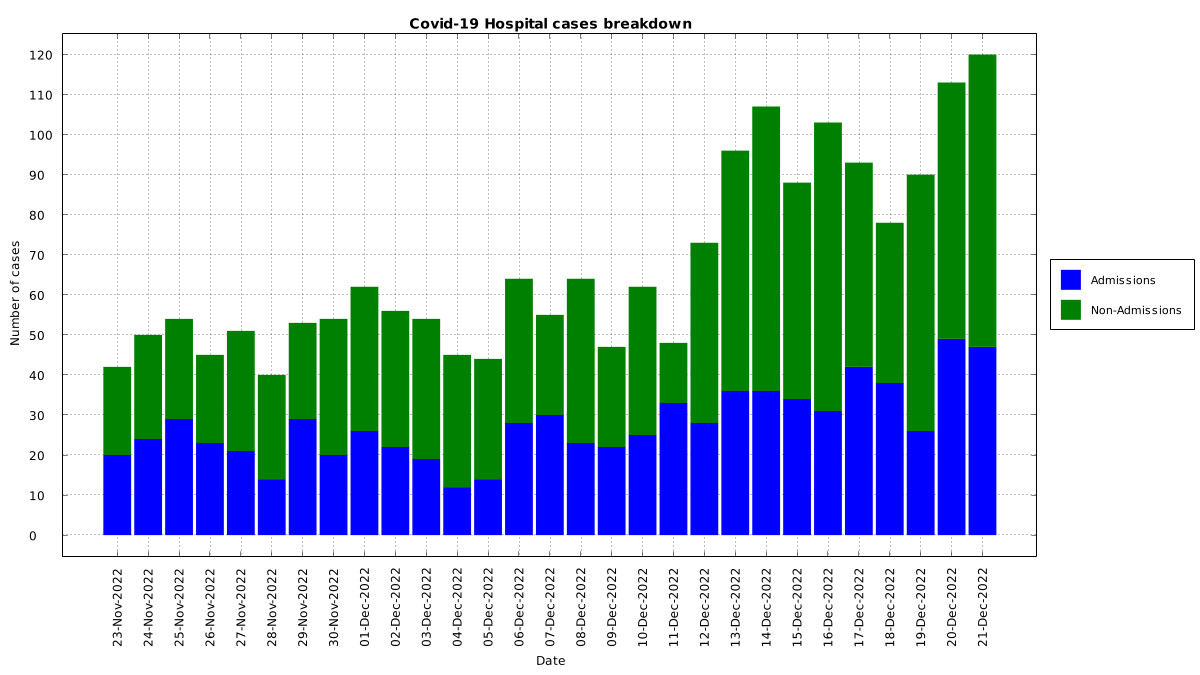 Covid-19 Hospital cases breakdown
120
110
100
90
80
70
60
50
40
30
20
10
0
Number of cases
Admissions
Non-Admissions
23-Nov-2022
24-Nov-2022
25-Nov-2022
26-Nov-2022
27-Nov-2022
28-Nov-2022
29-Nov-2022
30-Nov-2022
01-Dec-2022
02-Dec-2022
03-Dec-2022
04-Dec-2022
05-Dec-2022
06-Dec-2022
07-Dec-2022
08-Dec-2022
09-Dec-2022
10-Dec-2022
11-Dec-2022
12-Dec-2022
13-Dec-2022
14-Dec-2022
15-Dec-2022
16-Dec-2022
17-Dec-2022
18-Dec-2022
19-Dec-2022
20-Dec-2022
21-Dec-2022
Date